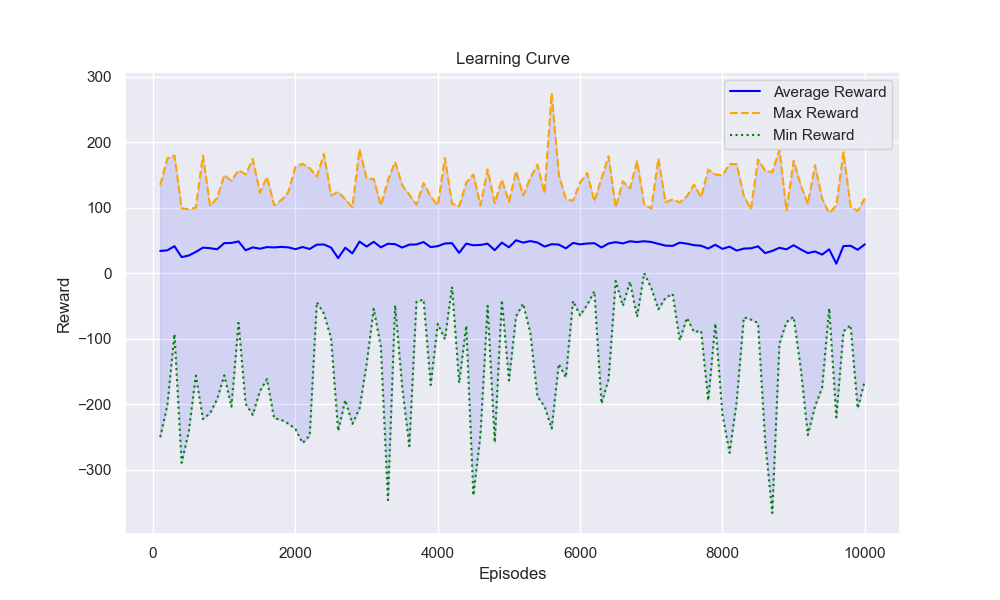 Learning Curve
Average Reward
Max Reward
Min Reward
300
200
100
0
−100
−200
−300
Reward
0
2000
4000
6000
8000
10000
Episodes